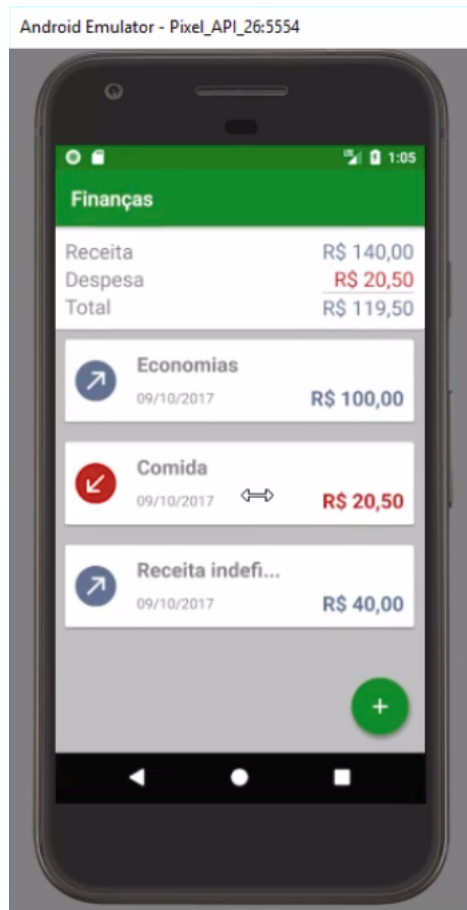 Android Emulator - Pixel_API_26:5554
1:05
Finanças
Receita R$ 140,00
Despesa R$ 20,50
Total R$ 119,50
Economias
09/10/2017 R$ 100,00
Comida
09/10/2017 R$ 20,50
Receita indefi...
09/10/2017 R$ 40,00
+